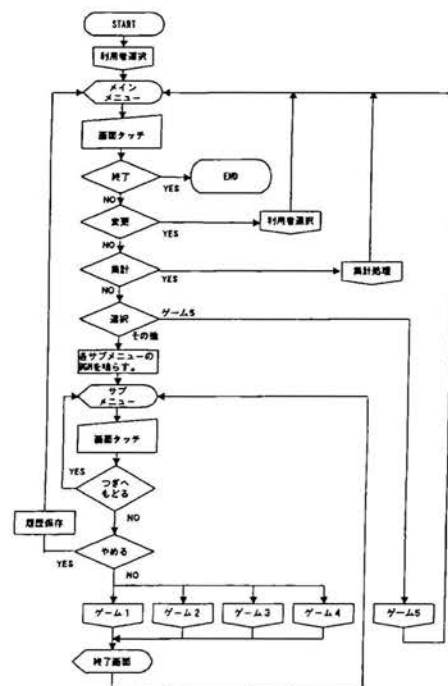 START
利用者選択
メイン
メニュー
画面タッチ
終了
YES
END
NO
変更
YES
利用者選択
NO
集計
YES
集計処理
NO
選択
ゲーム5
その他
各サブメニューの
BGMを鳴らす。
サブ
メニュー
画面タッチ
YES
つぎへ
もどる
履歴保存
NO
やめる
YES
NO
ゲーム1
ゲーム2
ゲーム3
ゲーム4
ゲーム5
終了画面